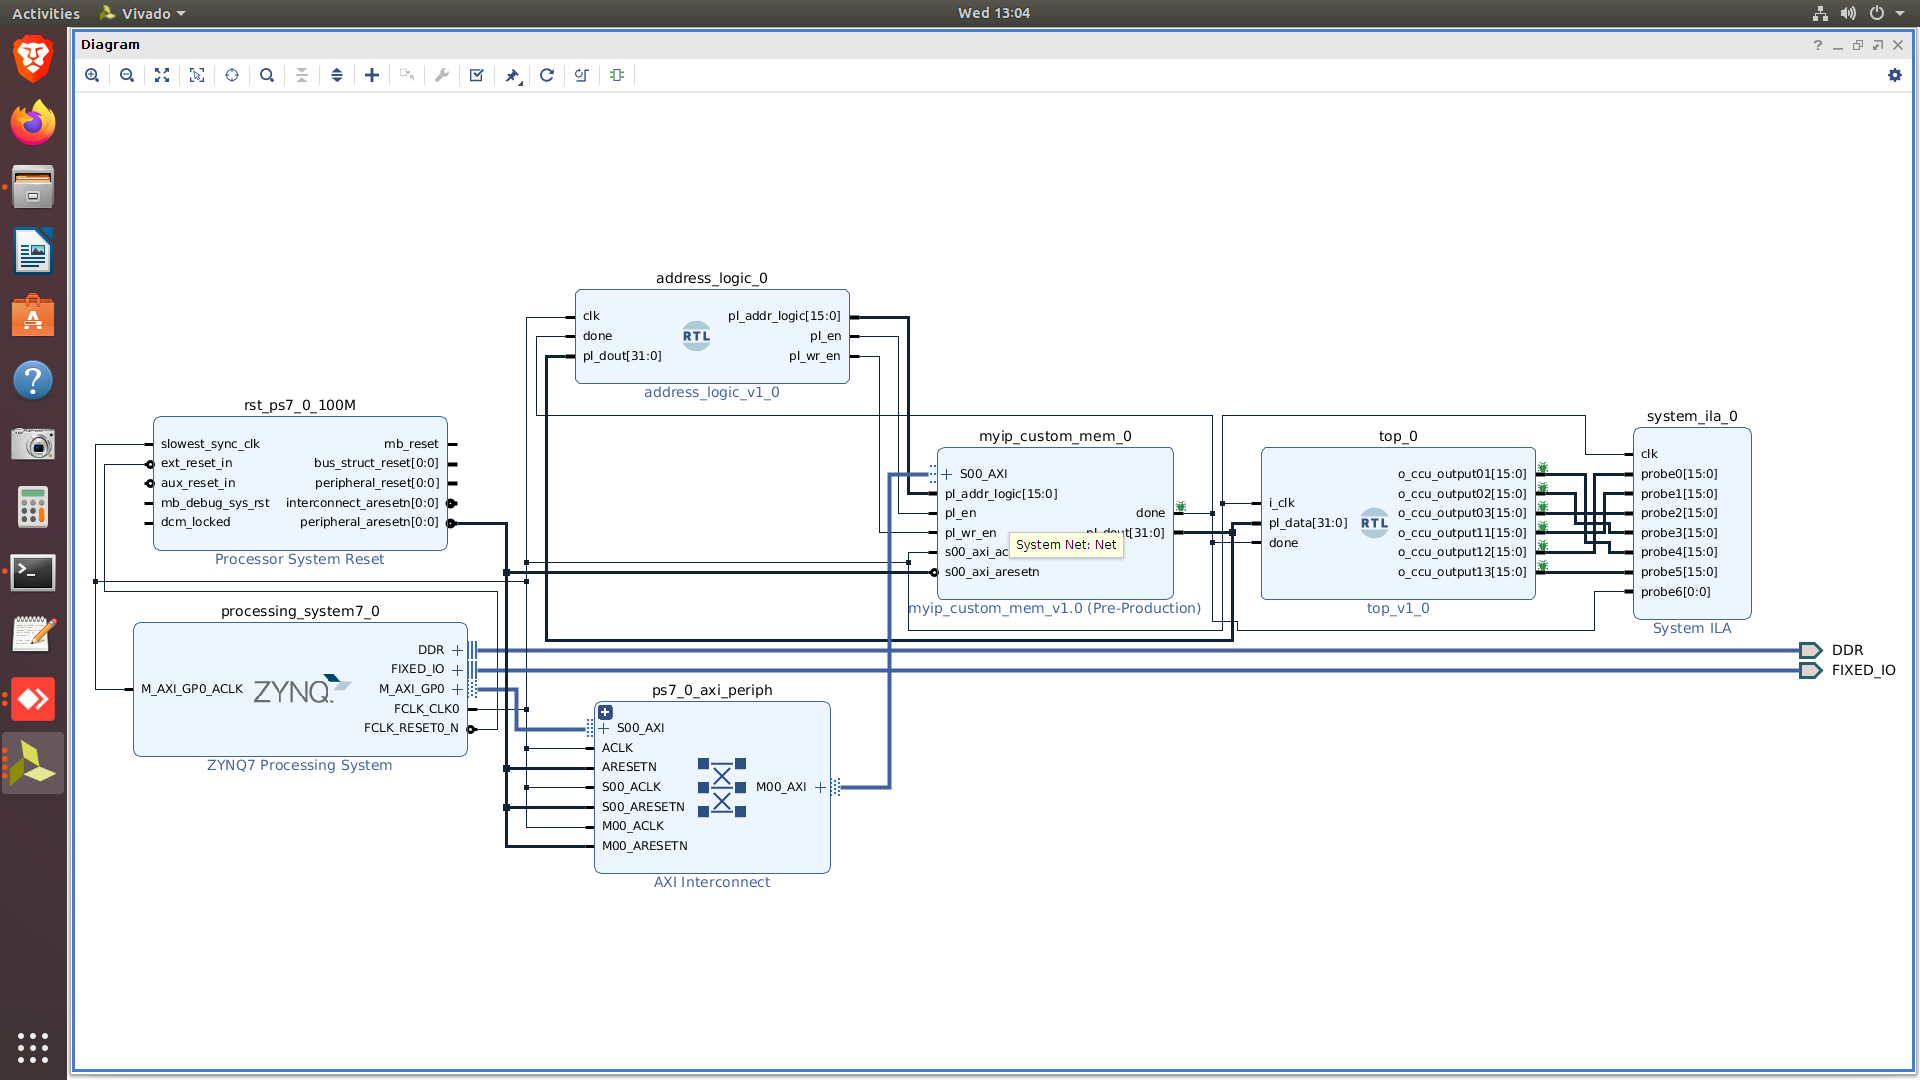 Activities
Vivado
Wed 13:04
Diagram
address_logic_0
clk
done
pl_dout[31:0]
RTL
pl_addr_logic[15:0]
pl_en
pl_wr_en
address_logic_v1_0
rst_ps7_0_100M
slowest_sync_clk
ext_reset_in
aux_reset_in
mb_debug_sys_rst
dcm_locked
mb_reset
bus_struct_reset[0:0]
peripheral_reset[0:0]
interconnect_aresetn[0:0]
peripheral_aresetn[0:0]
Processor System Reset
processing_system7_0
M_AXI_GP0_ACLK
ZYNQ
DDR
FIXED_IO
M_AXI_GP0
FCLK_CLK0
FCLK_RESET0_N
ZYNQ7 Processing System
ps7_0_axi_periph
S00_AXI
ACLK
ARESETN
S00_ACLK
S00_ARESETN
M00_ACLK
M00_ARESETN
M00_AXI
AXI Interconnect
myip_custom_mem_0
S00_AXI
pl_addr_logic[15:0]
pl_en
pl_wr_en
s00_axi_ac
s00_axi_aresetn
done
System Net: Net
myip_custom_mem_v1.0 (Pre-Production)
top_0
i_clk
pl_data[31:0]
done
RTL
o_ccu_output01[15:0]
o_ccu_output02[15:0]
o_ccu_output03[15:0]
o_ccu_output11[15:0]
o_ccu_output12[15:0]
o_ccu_output13[15:0]
top_v1_0
system_ila_0
clk
probe0[15:0]
probe1[15:0]
probe2[15:0]
probe3[15:0]
probe4[15:0]
probe5[15:0]
probe6[0:0]
System ILA
DDR
FIXED_IO